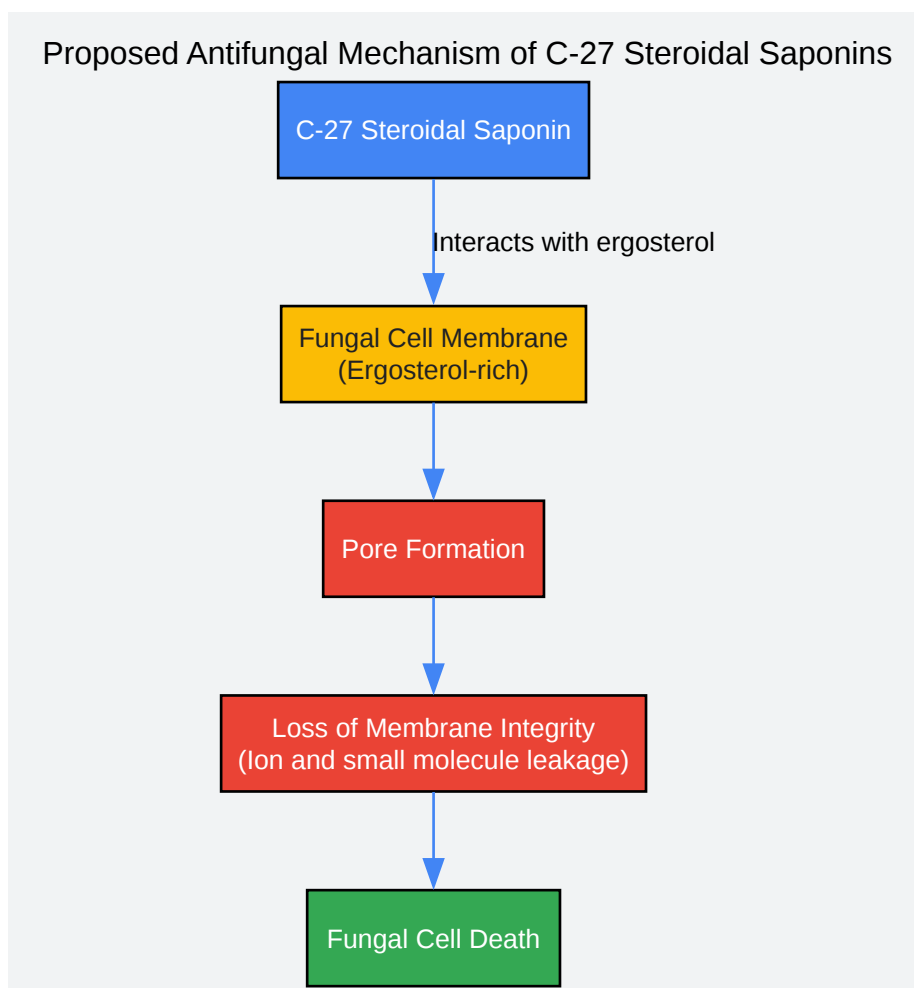 Proposed Antifungal Mechanism of C-27 Steroidal Saponins
C-27 Steroidal Saponin
Interacts with ergosterol
Fungal Cell Membrane
(Ergosterol-rich)
Pore Formation
Loss of Membrane Integrity
(Ion and small molecule leakage)
Fungal Cell Death